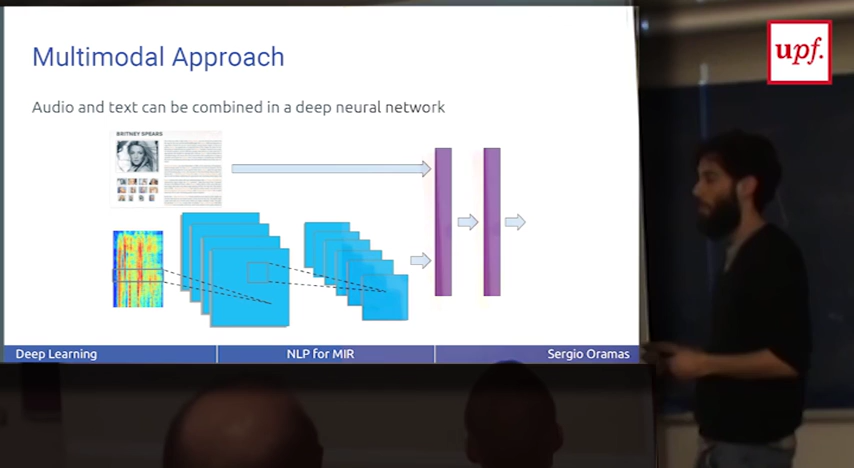 upf.
Multimodal Approach
Audio and text can be combined in a deep neural network
BRITNEY SPEARS
Deep Learning
NLP for MIR
Sergio Oramas